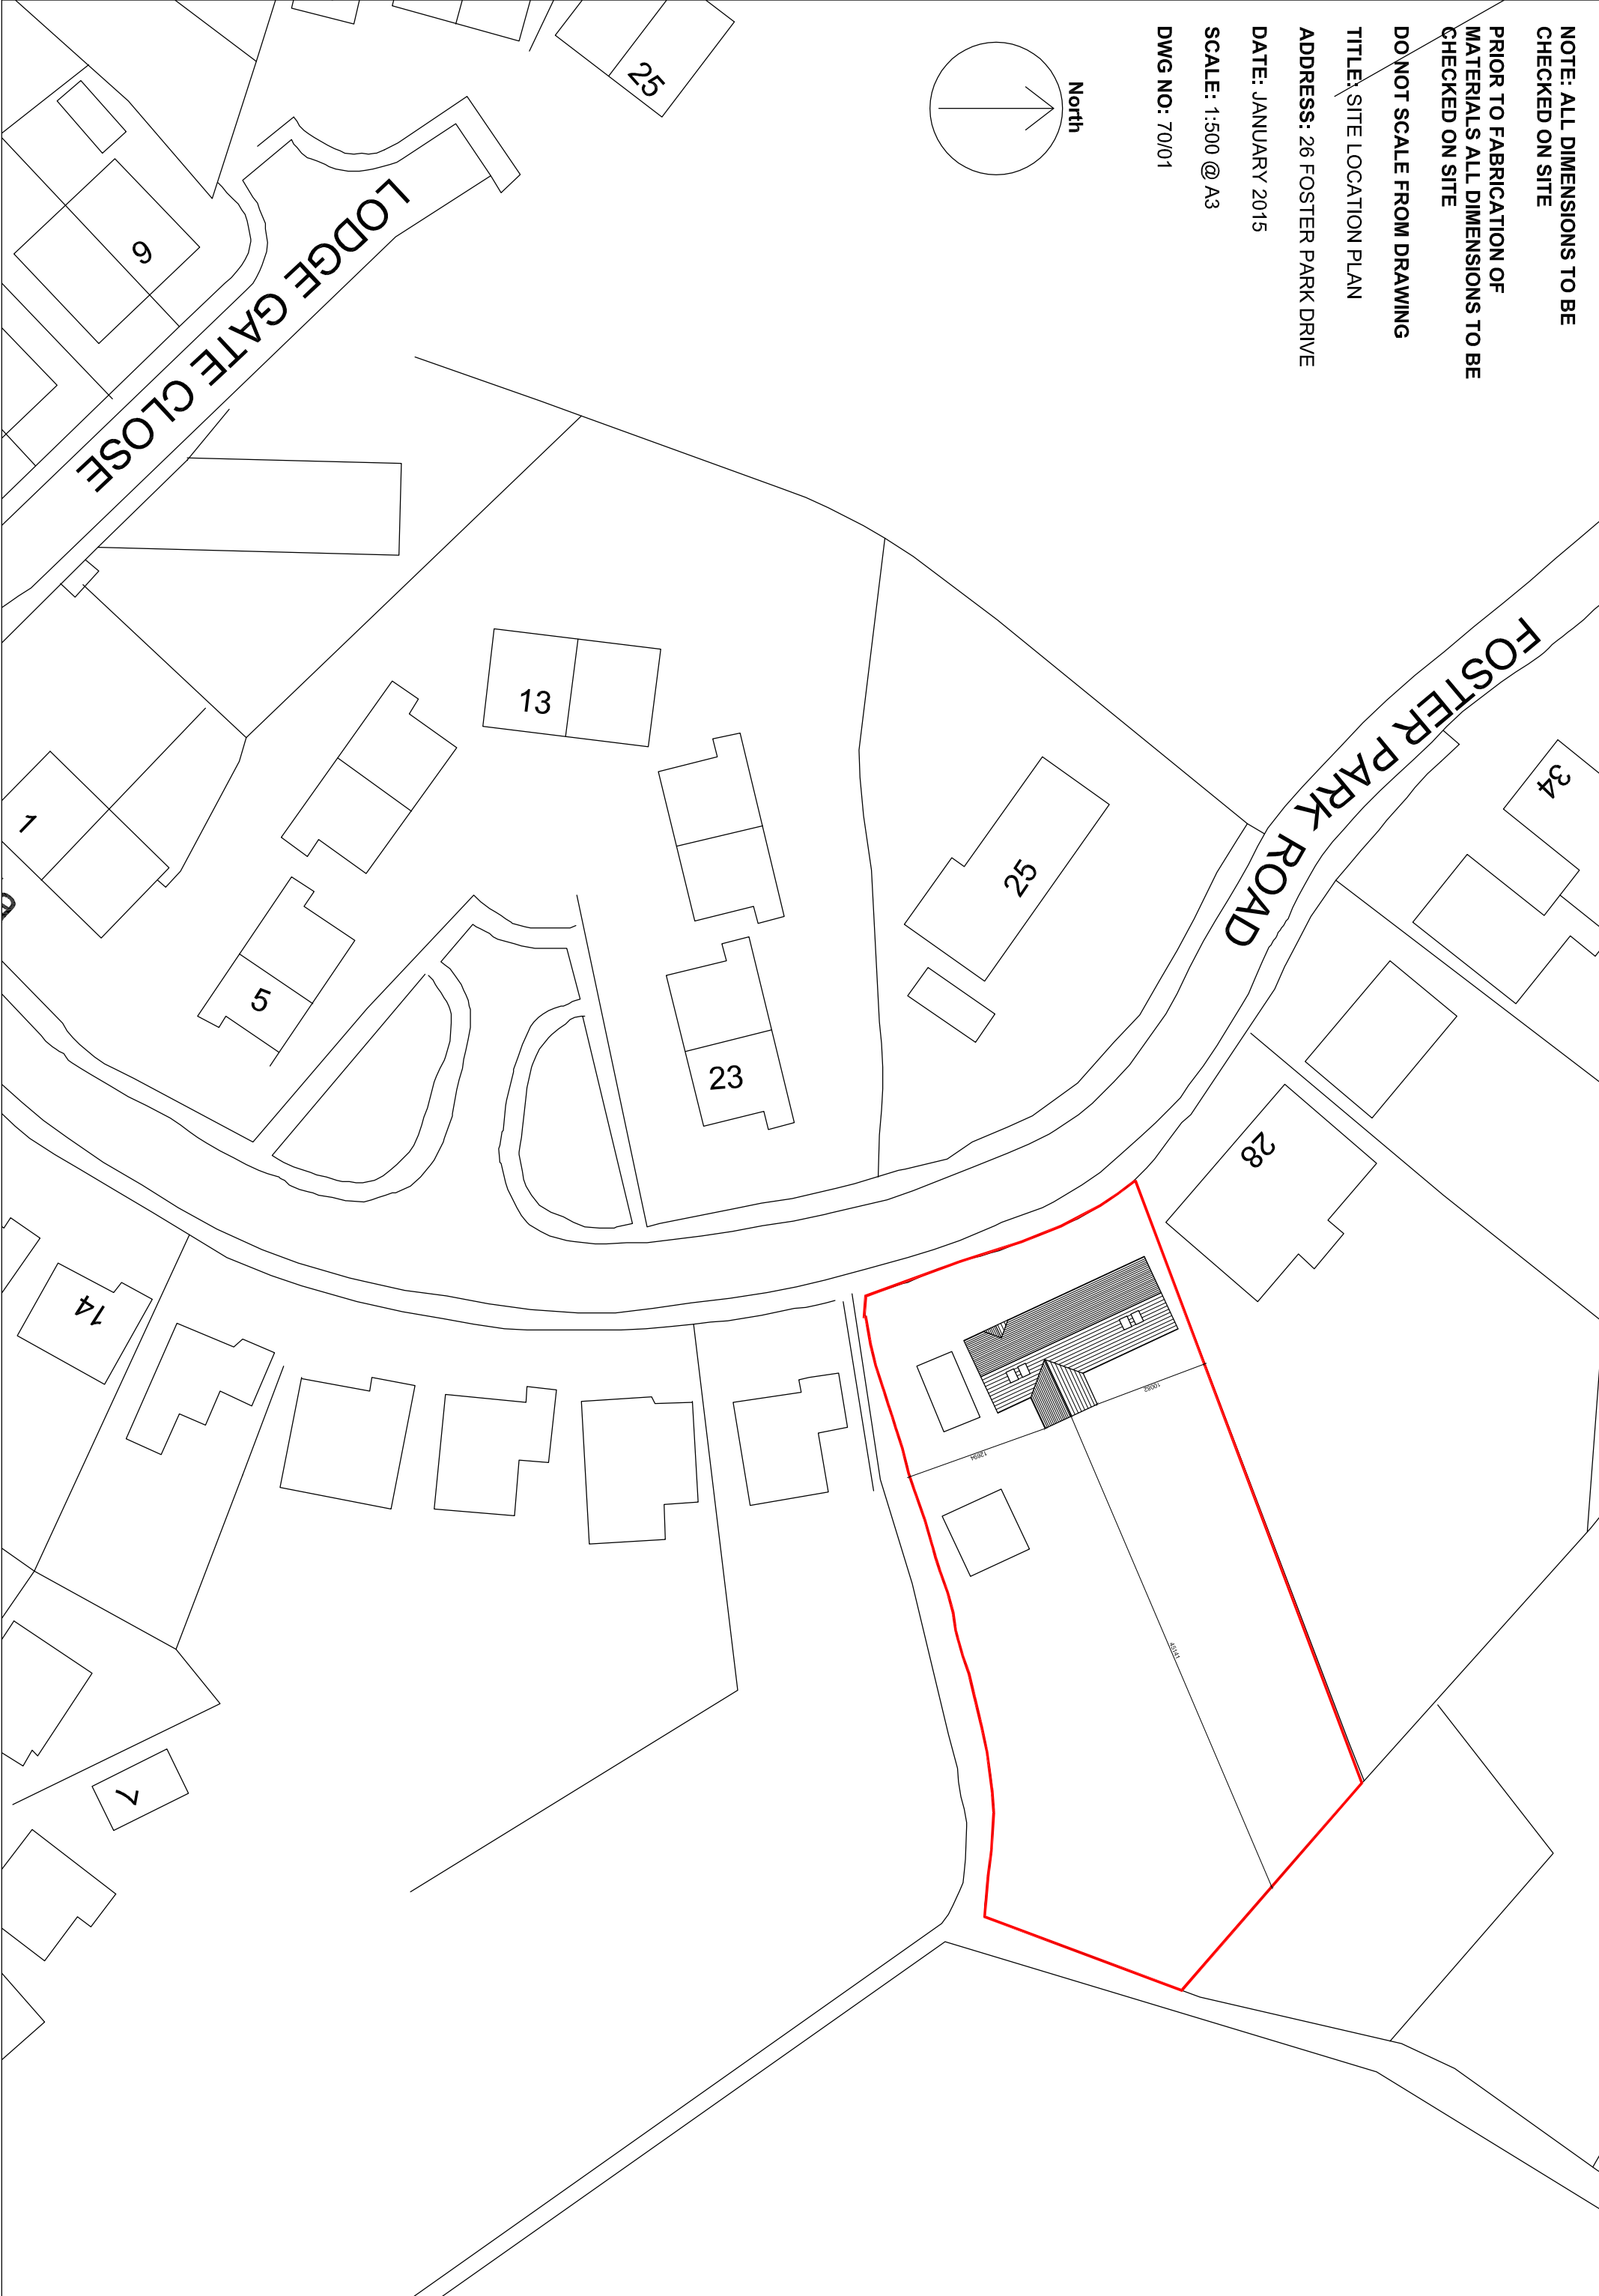 NOTE: ALL DIMENSIONS TO BE
CHECKED ON SITE
PRIOR TO FABRICATION OF
MATERIALS ALL DIMENSIONS TO BE
CHECKED ON SITE
DO NOT SCALE FROM DRAWING
TITLE: SITE LOCATION PLAN
ADDRESS: 26 FOSTER PARK DRIVE
DATE: JANUARY 2015
SCALE: 1:500 @ A3
DWG NO: 70/01
North
25
9
LODGE GATE CLOSE
FOSTER PARK ROAD
34
13
25
1
5
23
28
14
10082
45141
7